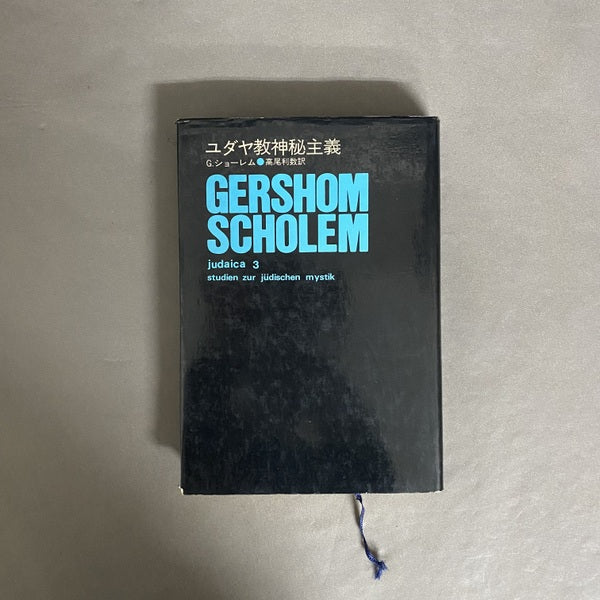 ユダヤ教神秘主義
G.ショーレム●高尾利数訳
GERSHOM
SCHOLEM
judaica 3
studien zur jüdischen mystik